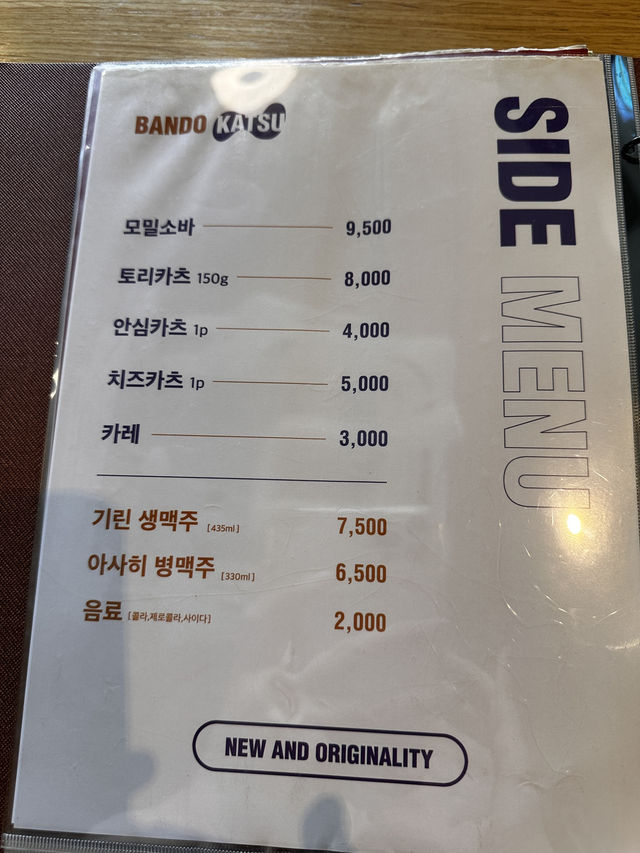 BANDO KATSU
SIDE MENU
모밀소바 9,500
토리카츠 150g 8,000
안심카츠 1p 4,000
치즈카츠 1p 5,000
카레 3,000
기린 생맥주 [435ml] 7,500
아사히 병맥주 [330ml] 6,500
음료 [콜라,제로콜라,사이다] 2,000
NEW AND ORIGINALITY